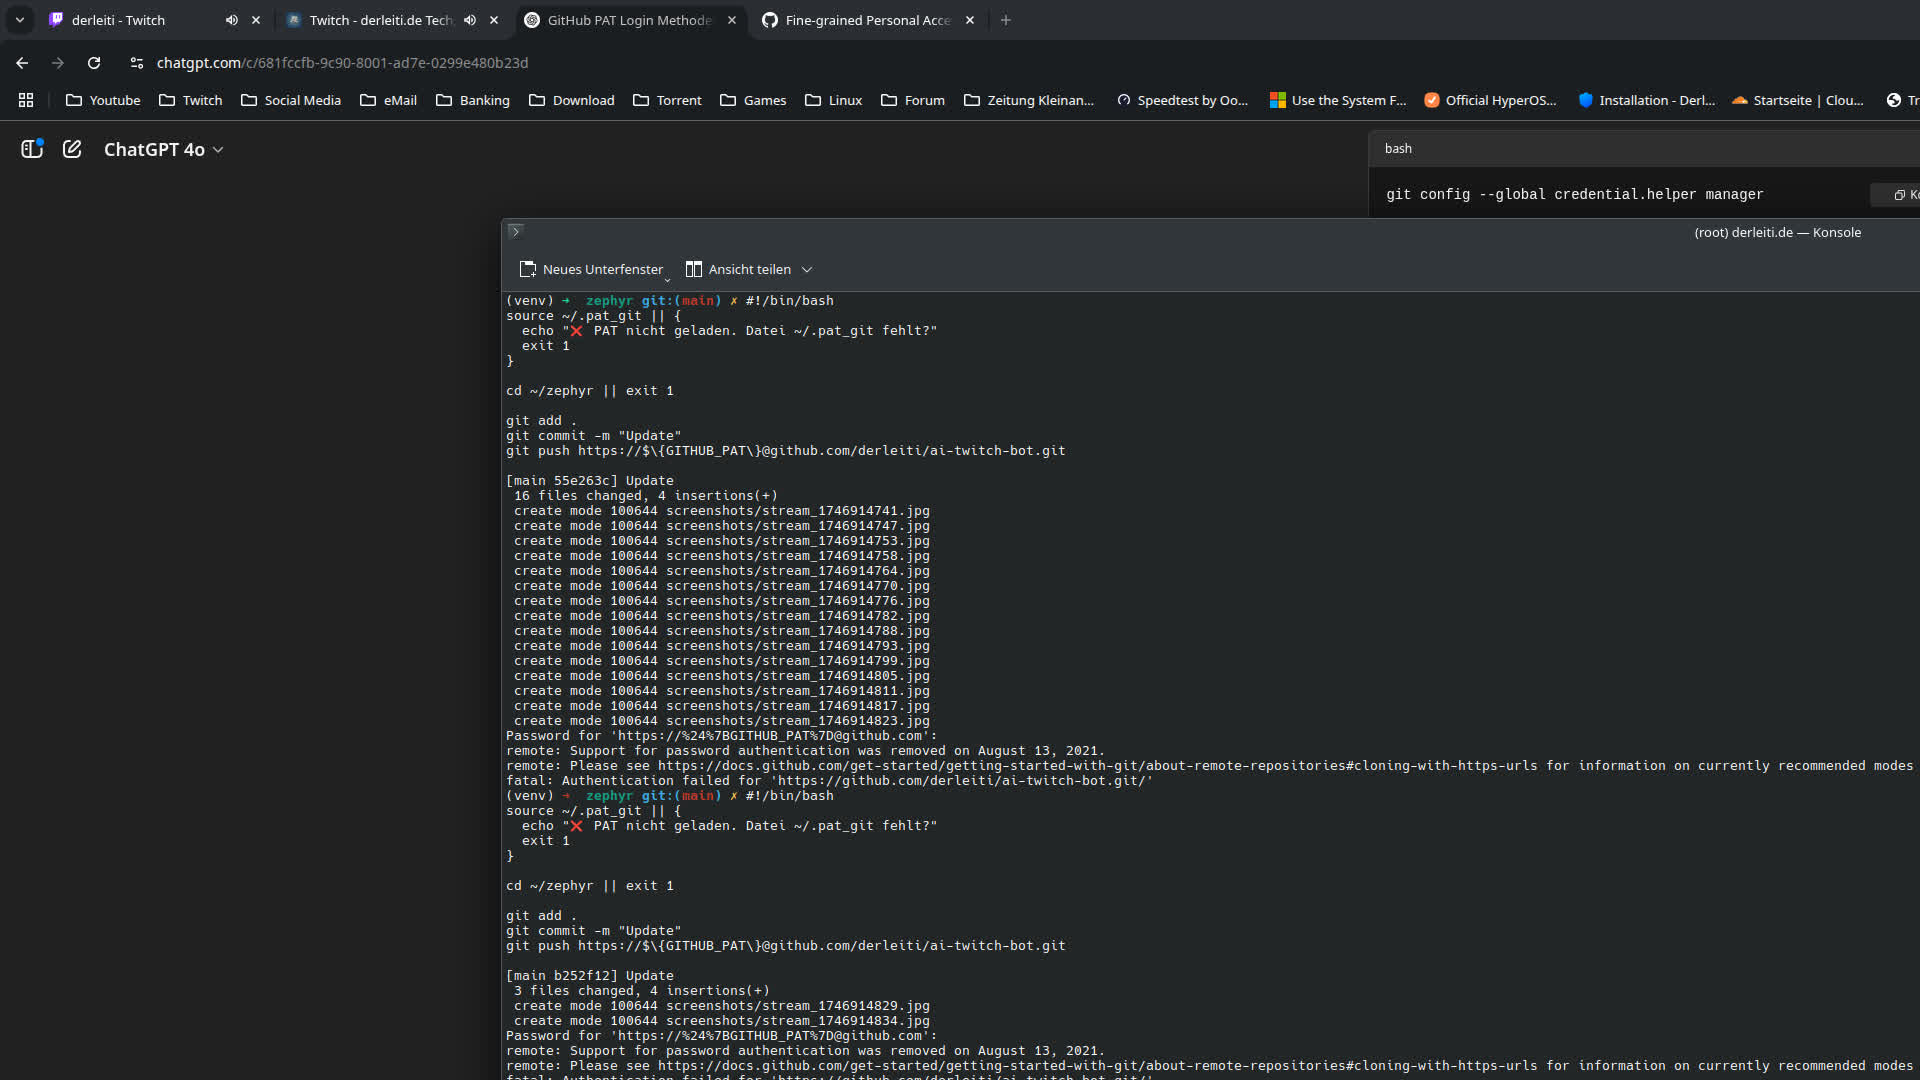 derleiti - Twitch
Twitch - derleiti.de Tech
GitHub PAT Login Methode
Fine-grained Personal Acce
chatgpt.com/c/681fccfb-9c90-8001-ad7e-0299e480b23d
Youtube
Twitch
Social Media
eMail
Banking
Download
Torrent
Games
Linux
Forum
Zeitung Kleinan...
Speedtest by Oo...
Use the System F...
Official HyperOS...
Installation - Derl...
Startseite | Clou...
Tr
ChatGPT 4o
bash
git config --global credential.helper manager
Ko
(root) derleiti.de — Konsole
Neues Unterfenster
Ansicht teilen
(venv) ➜  zephyr git:(main) ✗ #!/bin/bash
source ~/.pat_git || {
  echo "❌ PAT nicht geladen. Datei ~/.pat_git fehlt?"
  exit 1
}
cd ~/zephyr || exit 1
git add .
git commit -m "Update"
git push https://$\{GITHUB_PAT\}@github.com/derleiti/ai-twitch-bot.git
[main 55e263c] Update
 16 files changed, 4 insertions(+)
 create mode 100644 screenshots/stream_1746914741.jpg
 create mode 100644 screenshots/stream_1746914747.jpg
 create mode 100644 screenshots/stream_1746914753.jpg
 create mode 100644 screenshots/stream_1746914758.jpg
 create mode 100644 screenshots/stream_1746914764.jpg
 create mode 100644 screenshots/stream_1746914770.jpg
 create mode 100644 screenshots/stream_1746914776.jpg
 create mode 100644 screenshots/stream_1746914782.jpg
 create mode 100644 screenshots/stream_1746914788.jpg
 create mode 100644 screenshots/stream_1746914793.jpg
 create mode 100644 screenshots/stream_1746914799.jpg
 create mode 100644 screenshots/stream_1746914805.jpg
 create mode 100644 screenshots/stream_1746914811.jpg
 create mode 100644 screenshots/stream_1746914817.jpg
 create mode 100644 screenshots/stream_1746914823.jpg
Password for 'https://%24%7BGITHUB_PAT%7D@github.com':
remote: Support for password authentication was removed on August 13, 2021.
remote: Please see https://docs.github.com/get-started/getting-started-with-git/about-remote-repositories#cloning-with-https-urls for information on currently recommended modes
fatal: Authentication failed for 'https://github.com/derleiti/ai-twitch-bot.git/'
(venv) ➜  zephyr git:(main) ✗ #!/bin/bash
source ~/.pat_git || {
  echo "❌ PAT nicht geladen. Datei ~/.pat_git fehlt?"
  exit 1
}
cd ~/zephyr || exit 1
git add .
git commit -m "Update"
git push https://$\{GITHUB_PAT\}@github.com/derleiti/ai-twitch-bot.git
[main b252f12] Update
 3 files changed, 4 insertions(+)
 create mode 100644 screenshots/stream_1746914829.jpg
 create mode 100644 screenshots/stream_1746914834.jpg
Password for 'https://%24%7BGITHUB_PAT%7D@github.com':
remote: Support for password authentication was removed on August 13, 2021.
remote: Please see https://docs.github.com/get-started/getting-started-with-git/about-remote-repositories#cloning-with-https-urls for information on currently recommended modes
fatal: Authentication failed for 'https://github.com/derleiti/ai-twitch-bot.git/'